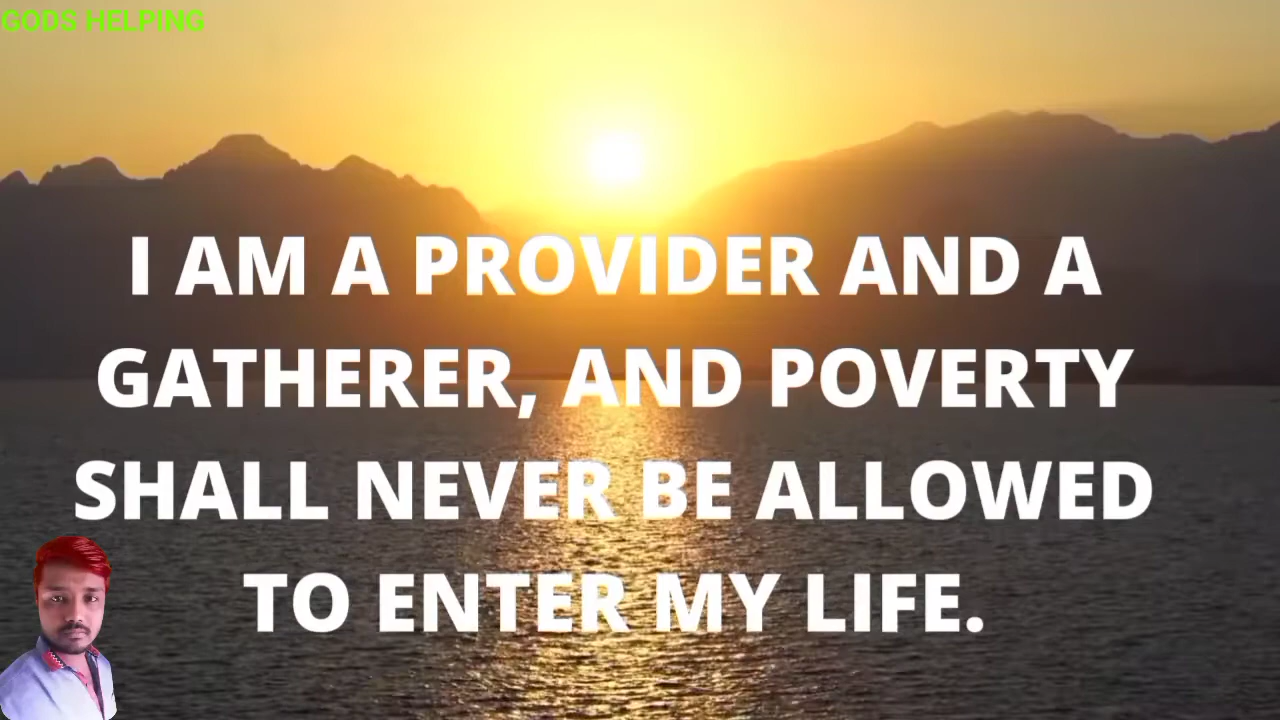 GODS HELPING
I AM A PROVIDER AND A
GATHERER, AND POVERTY
SHALL NEVER BE ALLOWED
TO ENTER MY LIFE.